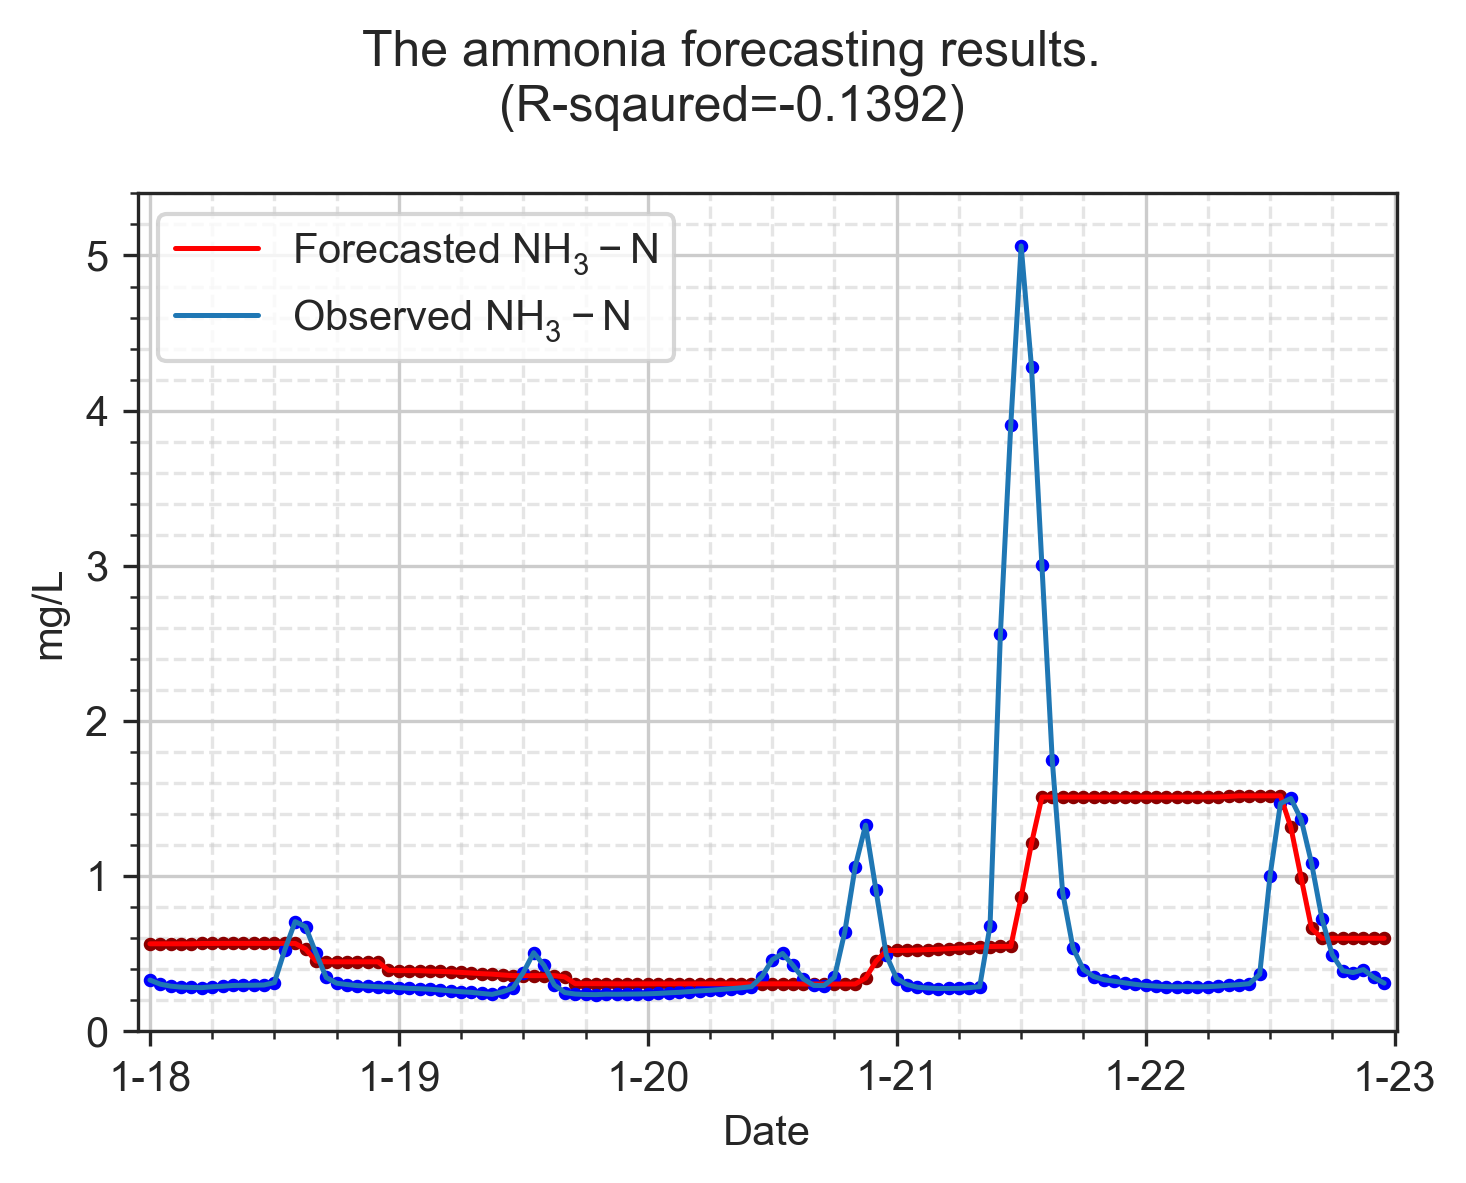 The ammonia forecasting results.
(R-sqaured=-0.1392)
Forecasted NH₃ − N
Observed NH₃ − N
5
4
3
2
1
0
mg/L
1-18 1-19 1-20 1-21 1-22 1-23
Date